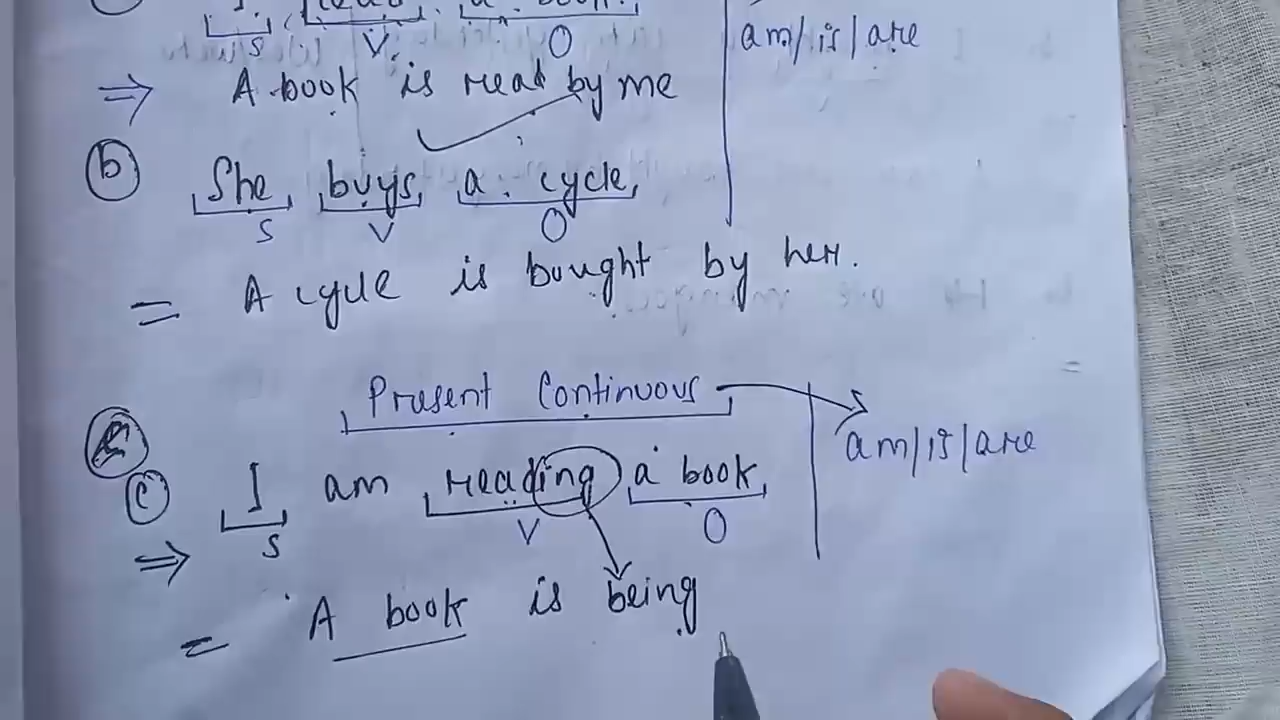 a book.
S V O
am/is/are
⇒ A book is read by me
(b) She buys a cycle,
S V O
= A cycle is bought by her.
Present Continuous →
am/is/are
(c) I am reading a book,
S V O
⇒
= A book is being